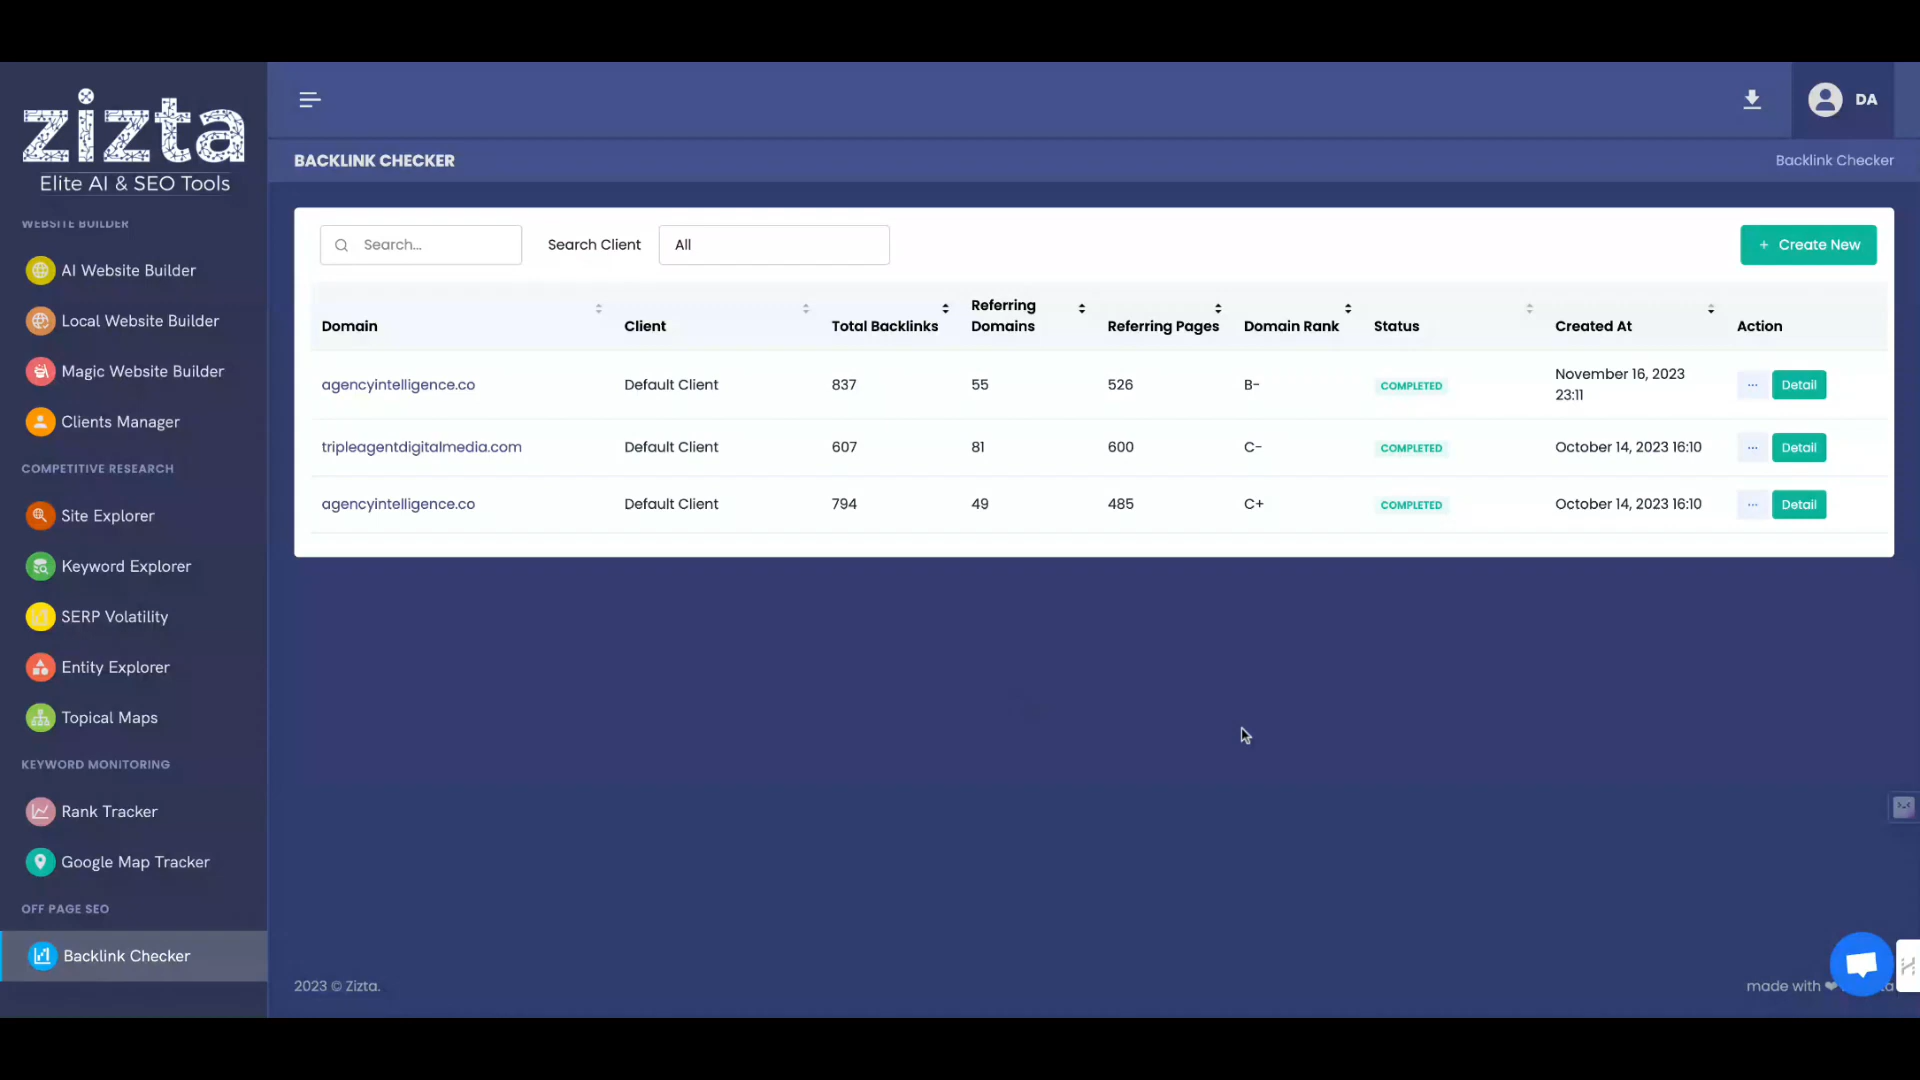 zizta
Elite AI & SEO Tools
WEBSITE BUILDER
AI Website Builder
Local Website Builder
Magic Website Builder
Clients Manager
COMPETITIVE RESEARCH
Site Explorer
Keyword Explorer
SERP Volatility
Entity Explorer
Topical Maps
KEYWORD MONITORING
Rank Tracker
Google Map Tracker
OFF PAGE SEO
Backlink Checker
DA
BACKLINK CHECKER
Backlink Checker
Search...
Search Client
All
+ Create New
Domain
Client
Total Backlinks
Referring
Domains
Referring Pages
Domain Rank
Status
Created At
Action
agencyintelligence.co
Default Client
837
55
526
B-
COMPLETED
November 16, 2023
23:11
...
Detail
tripleagentdigitalmedia.com
Default Client
607
81
600
C-
COMPLETED
October 14, 2023 16:10
...
Detail
agencyintelligence.co
Default Client
794
49
485
C+
COMPLETED
October 14, 2023 16:10
...
Detail
2023 © Zizta.
made with ❤